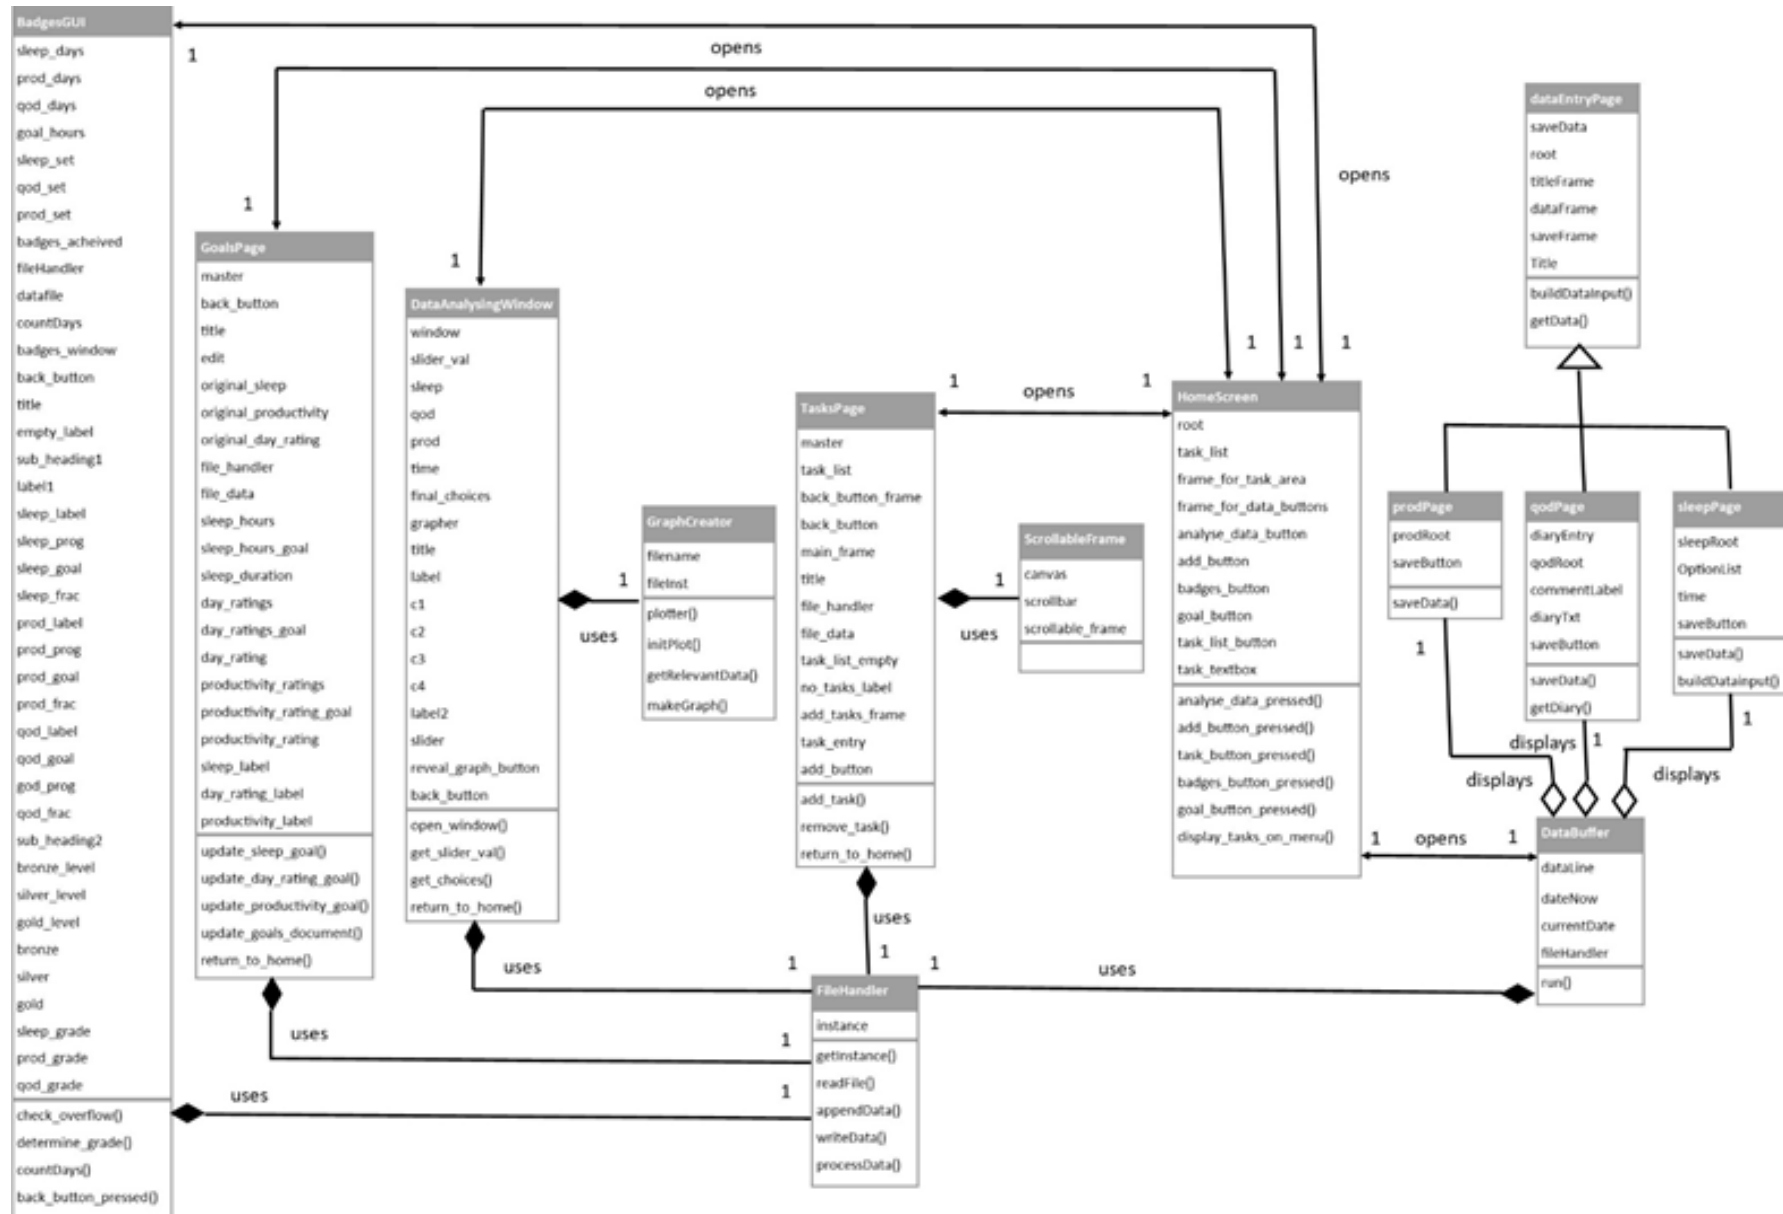 BadgesGUI
sleep_days
prod_days
qod_days
goal_hours
sleep_set
qod_set
prod_set
badges_acheived
fileHandler
datafile
countDays
badges_window
back_button
title
empty_label
sub_heading1
label1
sleep_label
sleep_prog
sleep_goal
sleep_frac
prod_label
prod_prog
prod_goal
prod_frac
qod_label
qod_goal
god_prog
qod_frac
sub_heading2
bronze_level
silver_level
gold_level
bronze
silver
gold
sleep_grade
prod_grade
qod_grade
check_overflow()
determine_grade()
countDays()
back_button_pressed()
1
opens
opens
opens
1
GoalsPage
master
back_button
title
edit
original_sleep
original_productivity
original_day_rating
file_handler
file_data
sleep_hours
sleep_hours_goal
sleep_duration
day_ratings
day_ratings_goal
day_rating
productivity_ratings
productivity_rating_goal
productivity_rating
sleep_label
day_rating_label
productivity_label
update_sleep_goal()
update_day_rating_goal()
update_productivity_goal()
update_goals_document()
return_to_home()
1
DataAnalysingWindow
window
slider_val
sleep
qod
prod
time
final_choices
grapher
title
label
c1
c2
c3
c4
label2
slider
reveal_graph_button
back_button
open_window()
get_slider_val()
get_choices()
return_to_home()
1
uses
GraphCreator
filename
fileInst
plotter()
initPlot()
getRelevantData()
makeGraph()
TasksPage
master
task_list
back_button_frame
back_button
main_frame
title
file_handler
file_data
task_list_empty
no_tasks_label
add_tasks_frame
task_entry
add_button
add_task()
remove_task()
return_to_home()
1
uses
ScrollableFrame
canvas
scrollbar
scrollable_frame
1
opens
1
1
1
1
HomeScreen
root
task_list
frame_for_task_area
frame_for_data_buttons
analyse_data_button
add_button
badges_button
goal_button
task_list_button
task_textbox
analyse_data_pressed()
add_button_pressed()
task_button_pressed()
badges_button_pressed()
goal_button_pressed()
display_tasks_on_menu()
dataEntryPage
saveData
root
titleFrame
dataFrame
saveFrame
Title
buildDataInput()
getData()
prodPage
prodRoot
saveButton
saveData()
qodPage
diaryEntry
qodRoot
commentLabel
diaryTxt
saveButton
saveData()
getDiary()
sleepPage
sleepRoot
OptionList
time
saveButton
saveData()
buildDatainput()
1
1
1
displays
displays
displays
1
opens
1
DataBuffer
dataLine
dateNow
currentDate
fileHandler
run()
uses
uses
uses
uses
uses
1
1
1
1
1
FileHandler
instance
getInstance()
readFile()
appendData()
writeData()
processData()